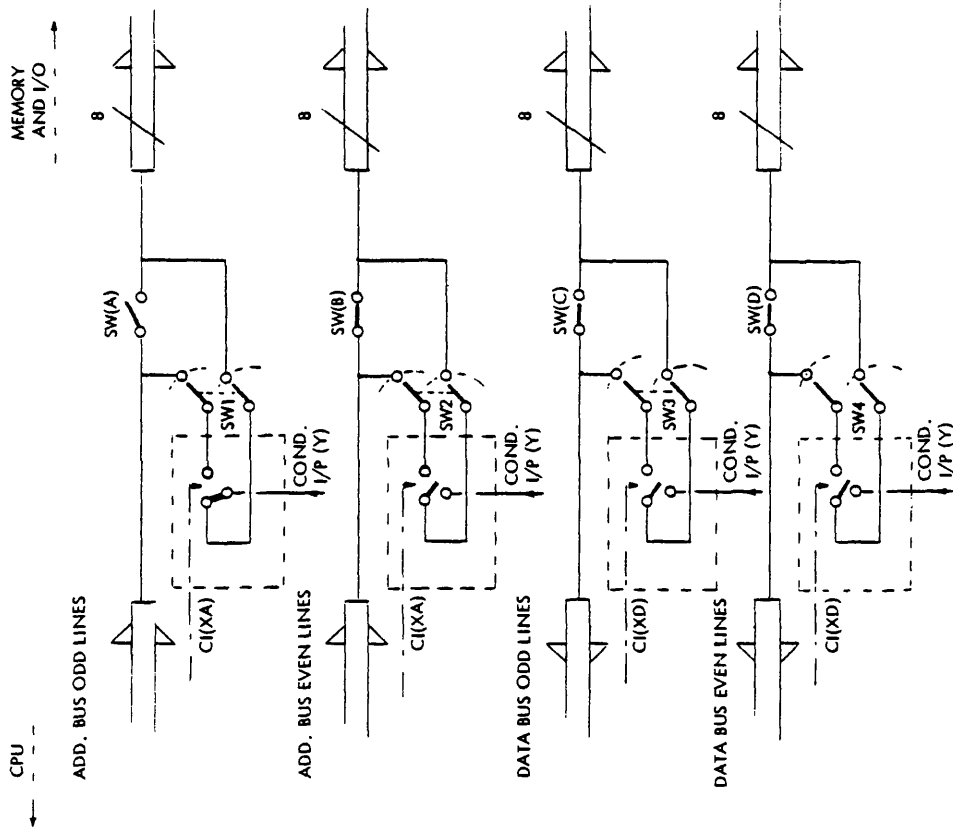 CPU
MEMORY
AND I/O
ADD. BUS ODD LINES
SW(A)
8
SW1
CI(XA)
COND.
I/P (Y)
ADD. BUS EVEN LINES
SW(B)
8
SW2
CI(XA)
COND.
I/P (Y)
DATA BUS ODD LINES
SW(C)
8
SW3
CI(XD)
COND.
I/P (Y)
DATA BUS EVEN LINES
SW(D)
8
SW4
CI(XD)
COND.
I/P (Y)